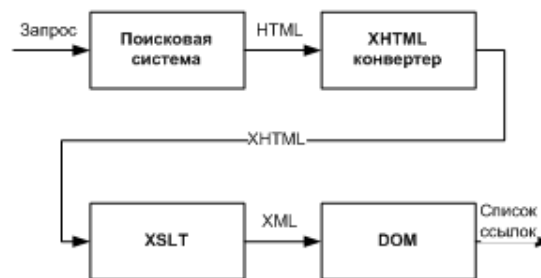 Запрос
Поисковая
система
HTML
XHTML
конвертер
XHTML
XSLT
XML
DOM
Список
ссылок